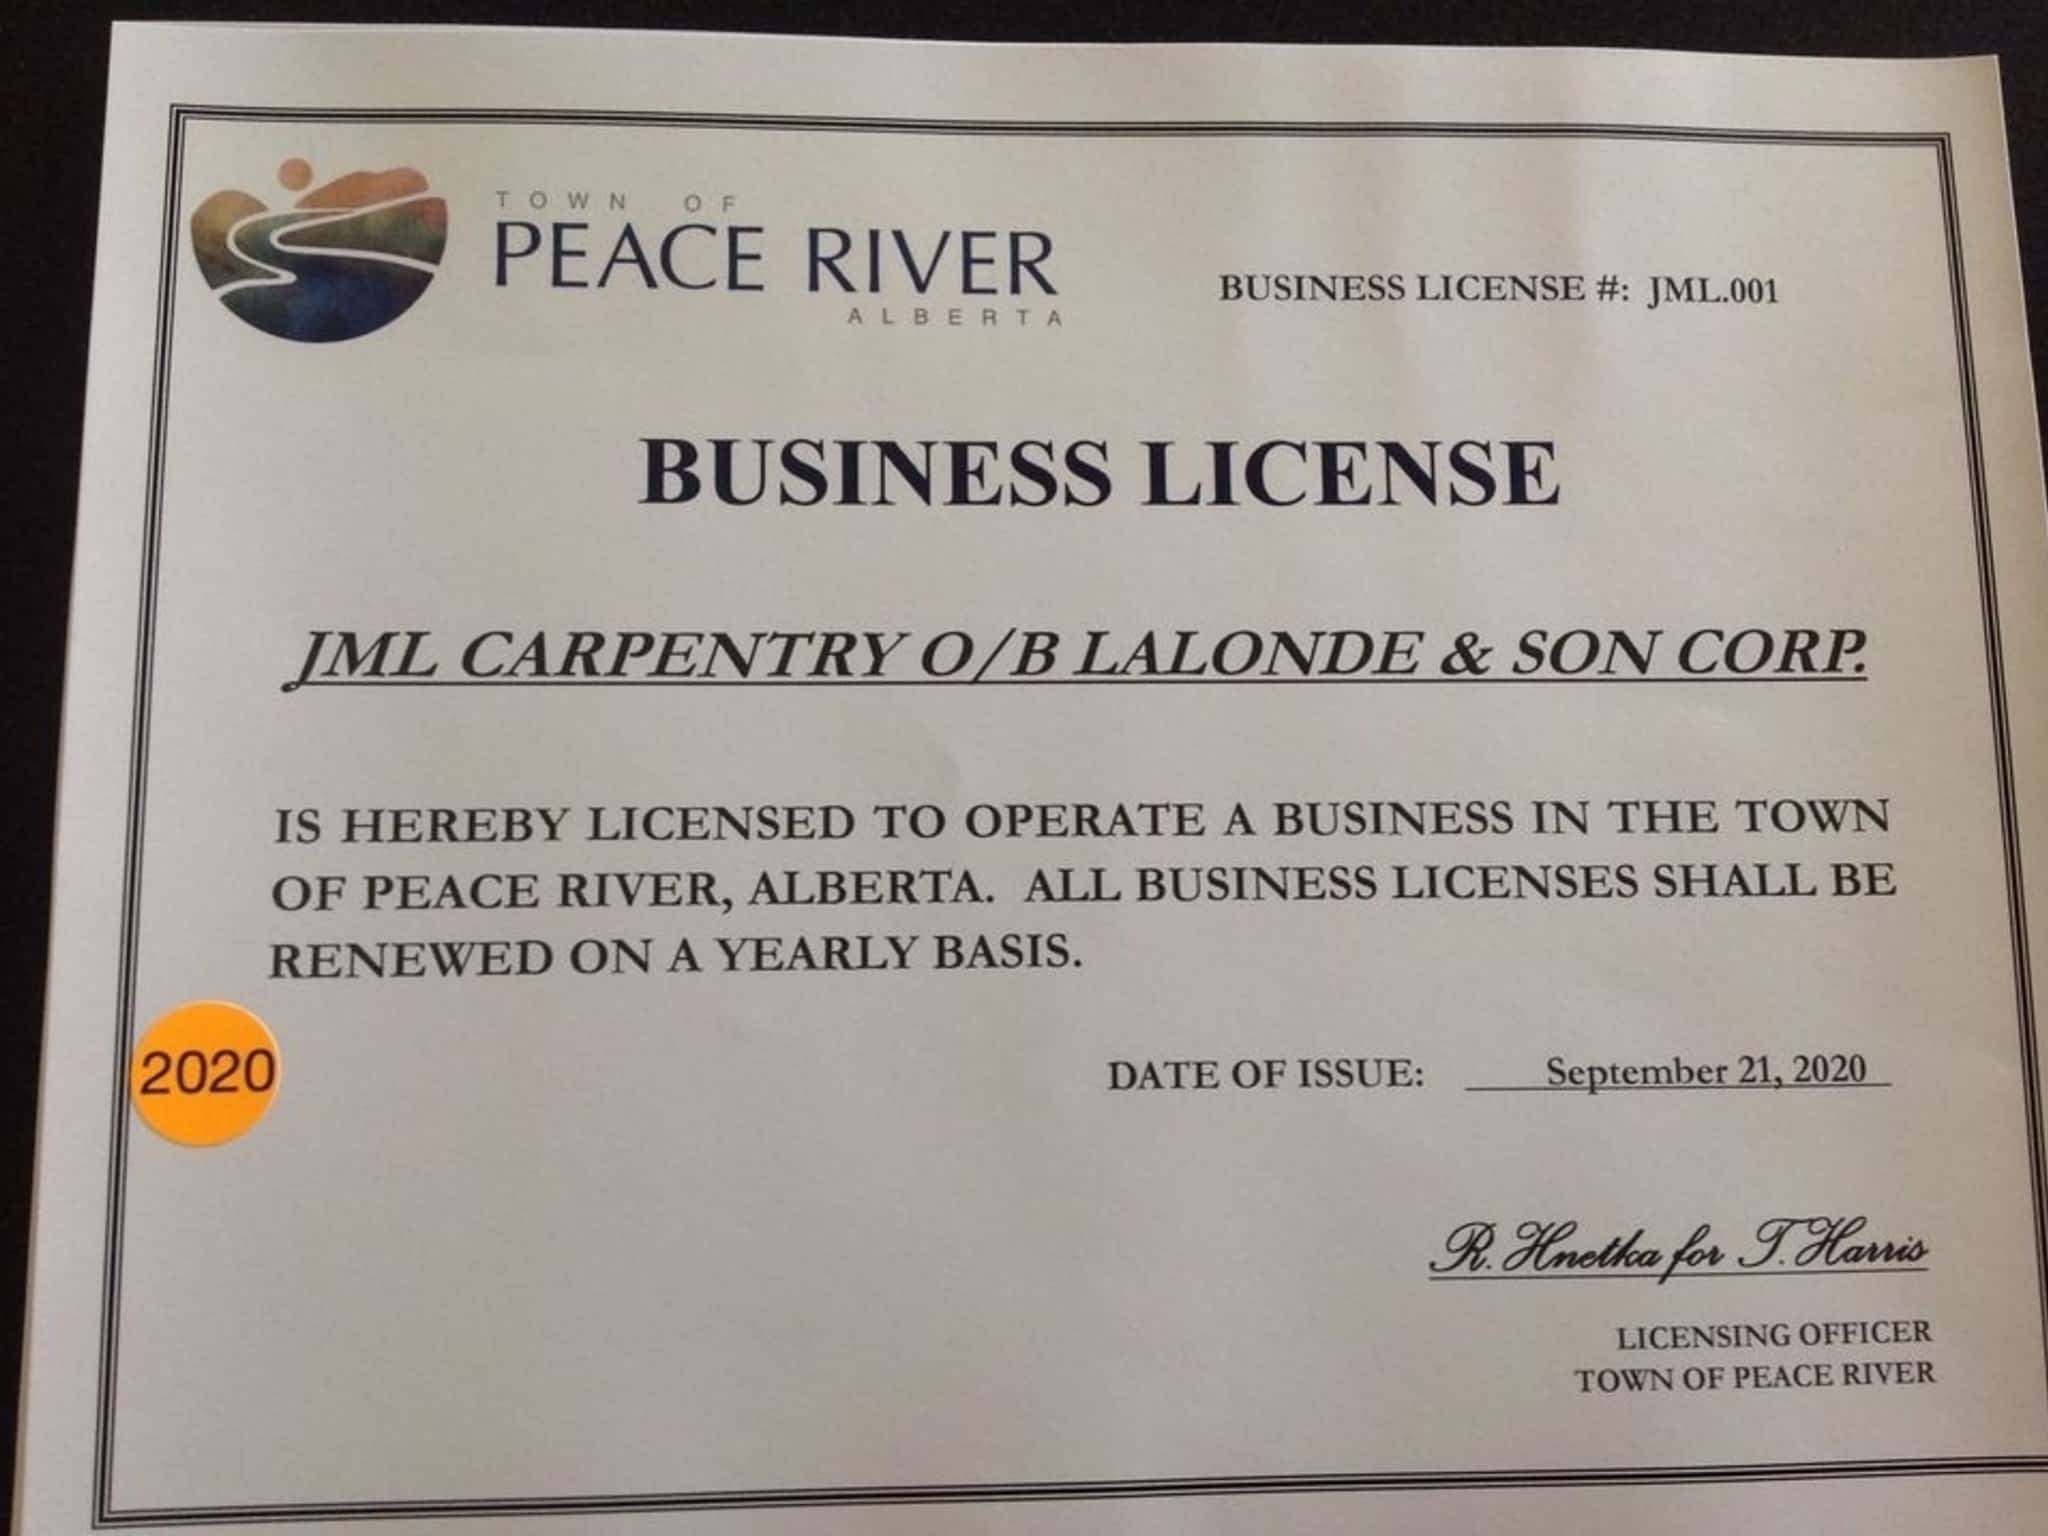 TOWN OF
PEACE RIVER
ALBERTA
BUSINESS LICENSE #: JML.001
BUSINESS LICENSE
JML CARPENTRY O/B LALONDE & SON CORP.
IS HEREBY LICENSED TO OPERATE A BUSINESS IN THE TOWN
OF PEACE RIVER, ALBERTA. ALL BUSINESS LICENSES SHALL BE
RENEWED ON A YEARLY BASIS.
2020
DATE OF ISSUE: September 21, 2020
R. Hnetka for T. Harris
LICENSING OFFICER
TOWN OF PEACE RIVER